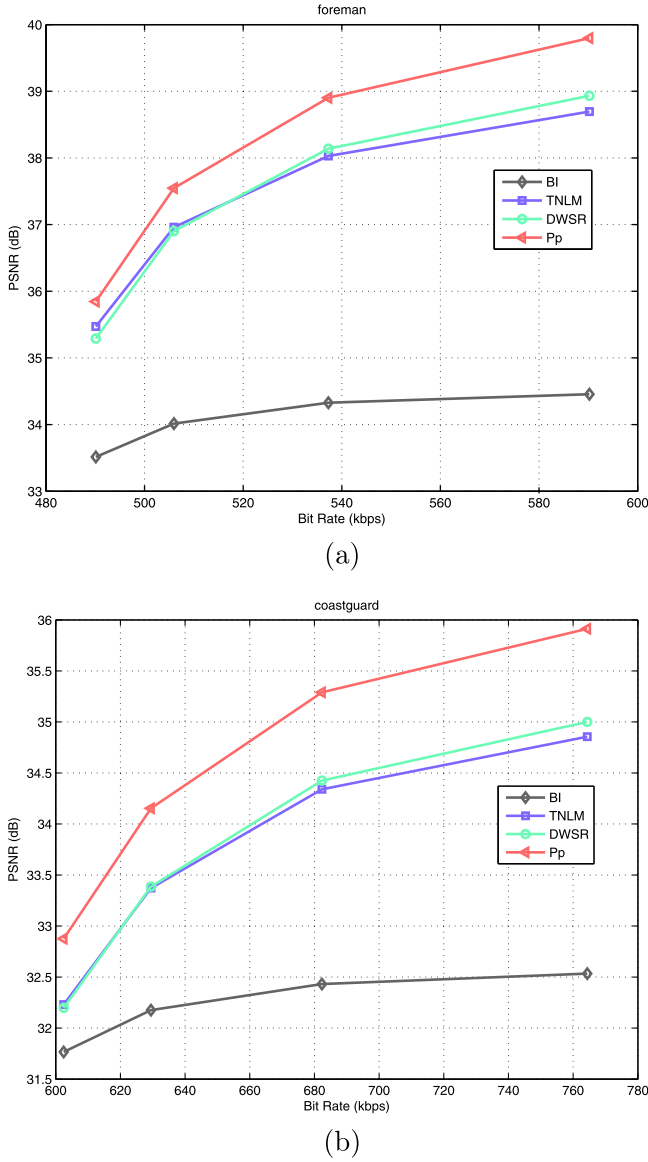 foreman
40
39
38
37
36
35
34
33
PSNR (dB)
BI
TNLM
DWSR
Pp
480 500 520 540 560 580 600
Bit Rate (kbps)
(a)
coastguard
36
35.5
35
34.5
34
33.5
33
32.5
32
31.5
PSNR (dB)
BI
TNLM
DWSR
Pp
600 620 640 660 680 700 720 740 760 780
Bit Rate (kbps)
(b)